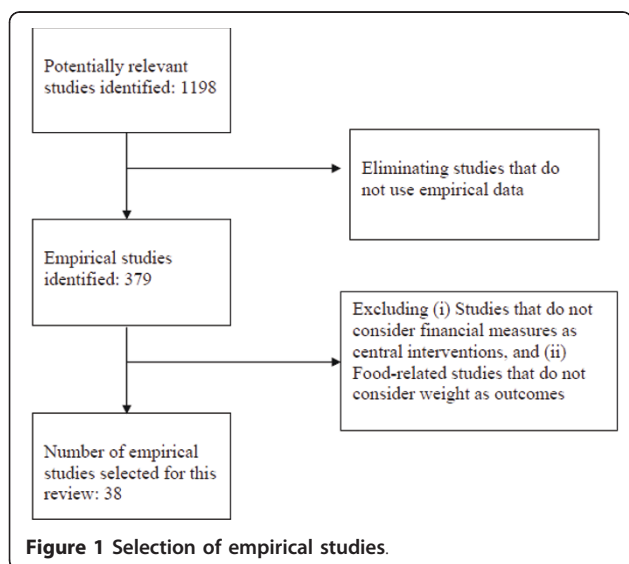 Potentially relevant
studies identified: 1198
Eliminating studies that do
not use empirical data
Empirical studies
identified: 379
Excluding (i) Studies that do not
consider financial measures as
central interventions, and (ii)
Food-related studies that do not
consider weight as outcomes
Number of empirical
studies selected for this
review: 38
Figure 1 Selection of empirical studies.